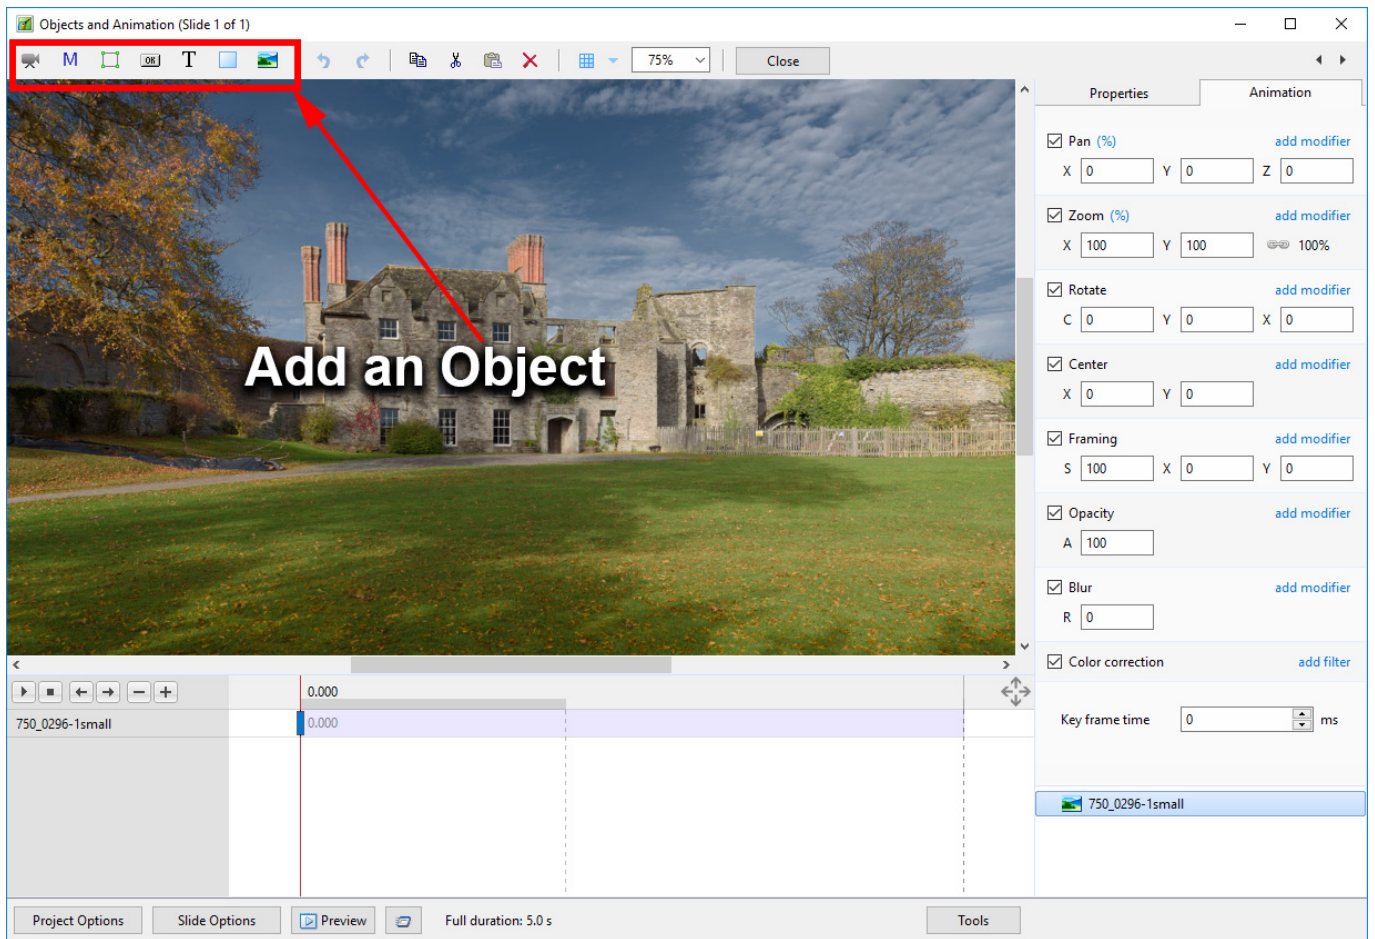 Objects and Animation (Slide 1 of 1)
M OK T 75% Close
Add an Object
Properties Animation
Pan (%) add modifier
X 0 Y 0 Z 0
Zoom (%) add modifier
X 100 Y 100 100%
Rotate add modifier
C 0 Y 0 X 0
Center add modifier
X 0 Y 0
Framing add modifier
S 100 X 0 Y 0
Opacity add modifier
A 100
Blur add modifier
R 0
Color correction add filter
Key frame time 0 ms
750_0296-1small
0.000
750_0296-1small 0.000
Project Options Slide Options Preview Full duration: 5.0 s Tools